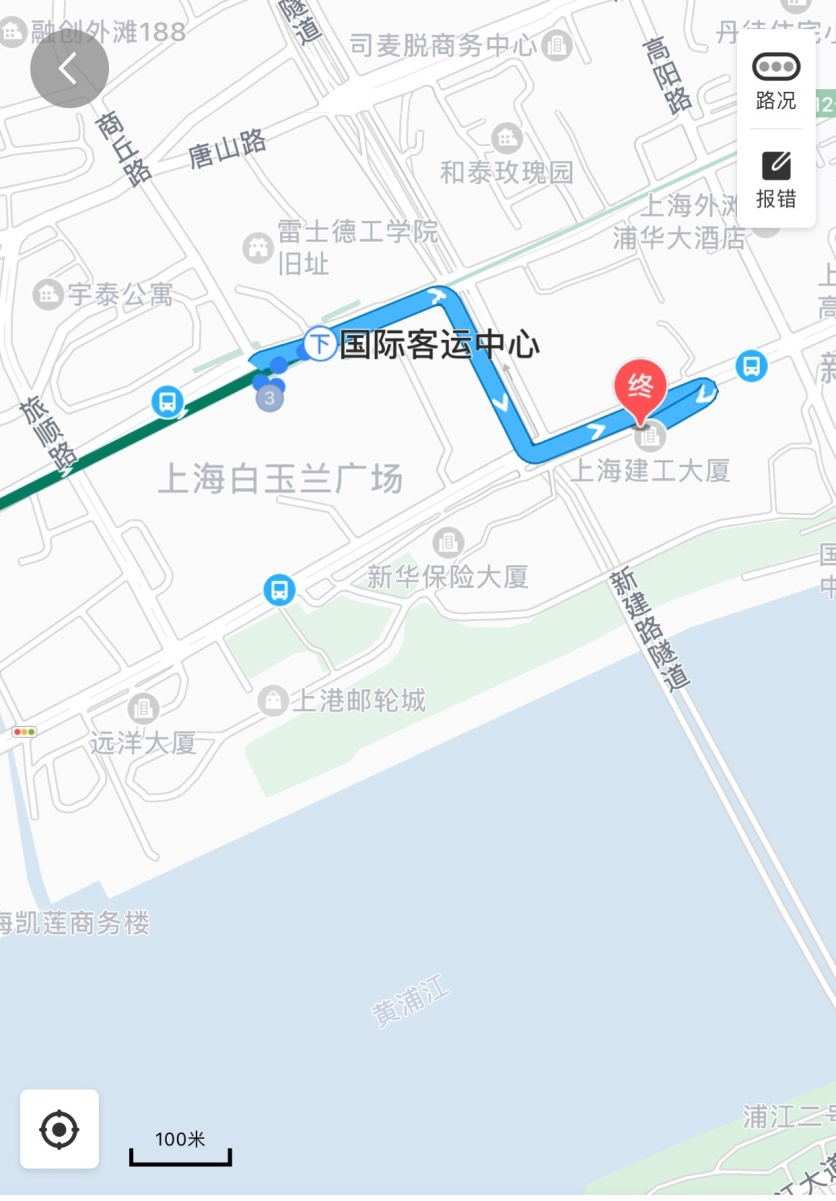 融创外滩188
隧道
司麦脱商务中心
高阳路
路况
12
商丘路
唐山路
和泰玫瑰园
报错
雷士德工学院
旧址
上海外滩
浦华大酒店
宇泰公寓
下
国际客运中心
终
3
旅顺路
上海白玉兰广场
上海建工大厦
新华保险大厦
新建路隧道
上港邮轮城
远洋大厦
海凯莲商务楼
黄浦江
100米
浦江二号